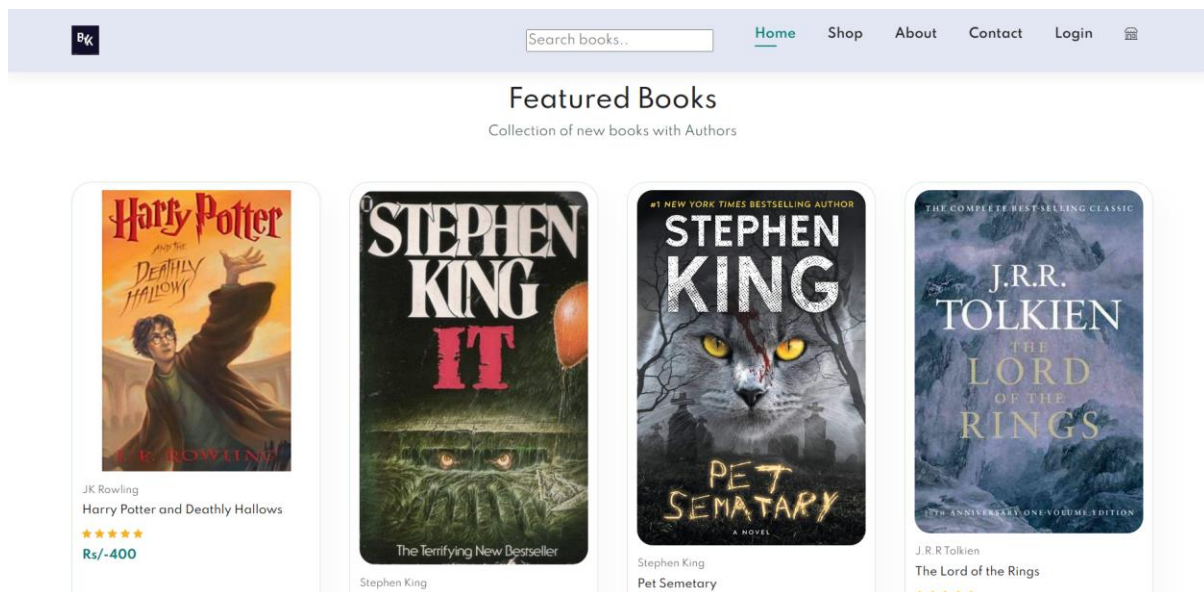 BK
Search books..
Home Shop About Contact Login
Featured Books
Collection of new books with Authors
Harry Potter
AND THE
DEATHLY
HALLOWS
J. K. ROWLING
JK Rowling
Harry Potter and Deathly Hallows
Rs/-400
STEPHEN
KING
IT
The Terrifying New Bestseller
Stephen King
#1 NEW YORK TIMES BESTSELLING AUTHOR
STEPHEN
KING
PET
SEMATARY
A NOVEL
Stephen King
Pet Semetary
THE COMPLETE BEST-SELLING CLASSIC
J.R.R.
TOLKIEN
THE
LORD
OF THE
RINGS
50TH ANNIVERSARY ONE-VOLUME EDITION
J.R.R Tolkien
The Lord of the Rings